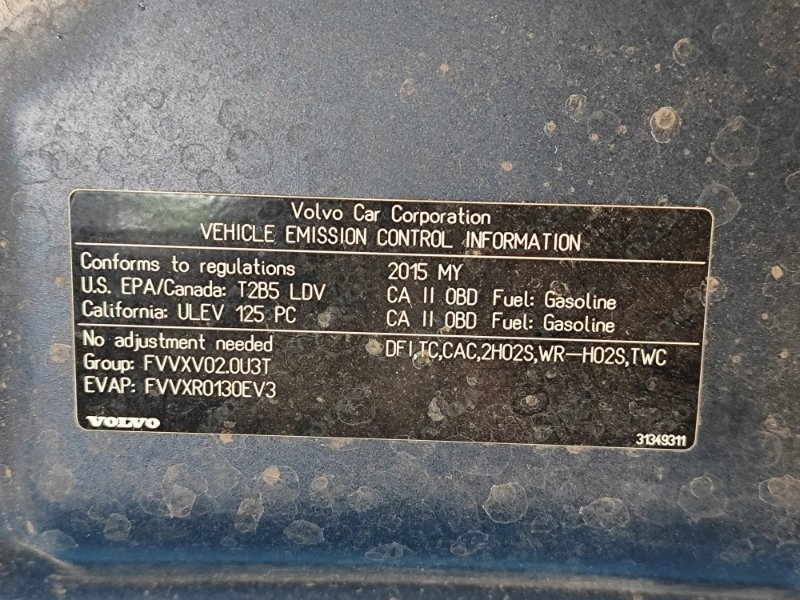 Volvo Car Corporation
VEHICLE EMISSION CONTROL INFORMATION
Conforms to regulations 2015 MY
U.S. EPA/Canada: T2B5 LDV CA II OBD Fuel: Gasoline
California: ULEV 125 PC CA II OBD Fuel: Gasoline
No adjustment needed DFI,TC,CAC,2HO2S,WR-HO2S,TWC
Group: FVVXV02.0U3T
EVAP: FVVXR0130EV3
VOLVO 31349311